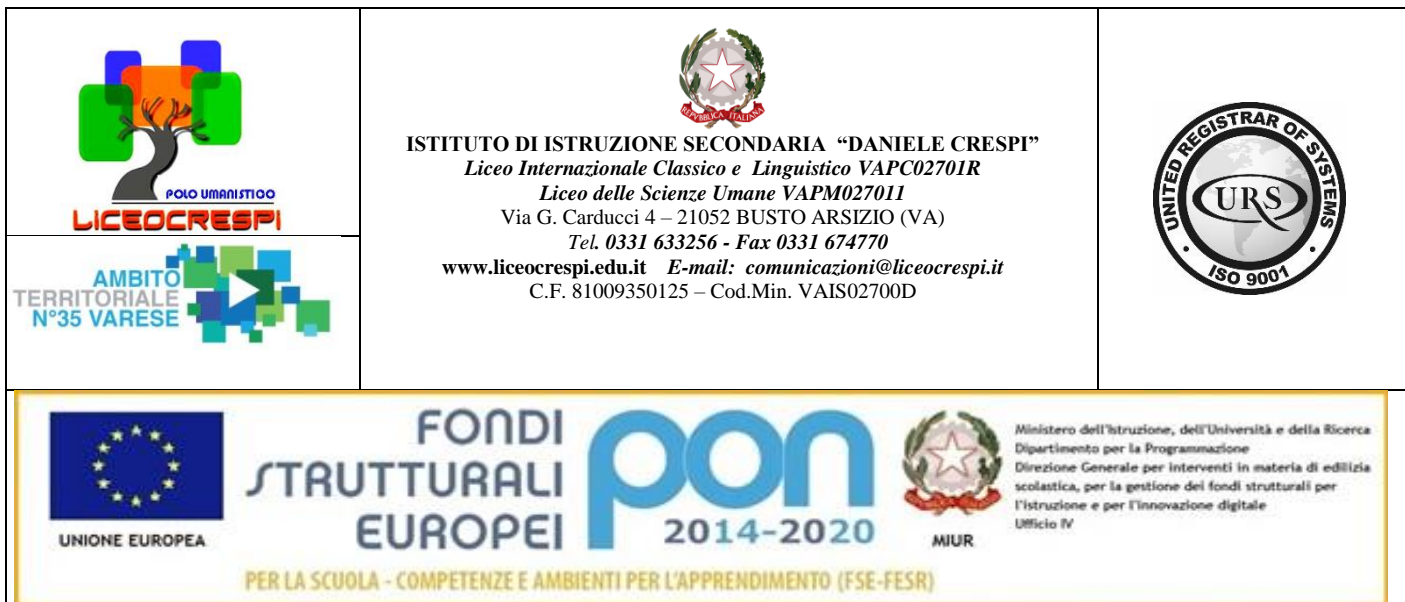 POLO UMANISTICO
LICEOCRESPI
AMBITO
TERRITORIALE
N°35 VARESE
REPVBBLICA ITALIANA
ISTITUTO DI ISTRUZIONE SECONDARIA “DANIELE CRESPI”
Liceo Internazionale Classico e Linguistico VAPC02701R
Liceo delle Scienze Umane VAPM027011
Via G. Carducci 4 – 21052 BUSTO ARSIZIO (VA)
Tel. 0331 633256 - Fax 0331 674770
www.liceocrespi.edu.it E-mail: comunicazioni@liceocrespi.it
C.F. 81009350125 – Cod.Min. VAIS02700D
UNITED REGISTRAR OF SYSTEMS
URS
ISO 9001
UNIONE EUROPEA
FONDI
STRUTTURALI
EUROPEI
pon
2014-2020
MIUR
Ministero dell'Istruzione, dell'Università e della Ricerca
Dipartimento per la Programmazione
Direzione Generale per interventi in materia di edilizia
scolastica, per la gestione dei fondi strutturali per
l'istruzione e per l'innovazione digitale
Ufficio IV
PER LA SCUOLA - COMPETENZE E AMBIENTI PER L'APPRENDIMENTO (FSE-FESR)